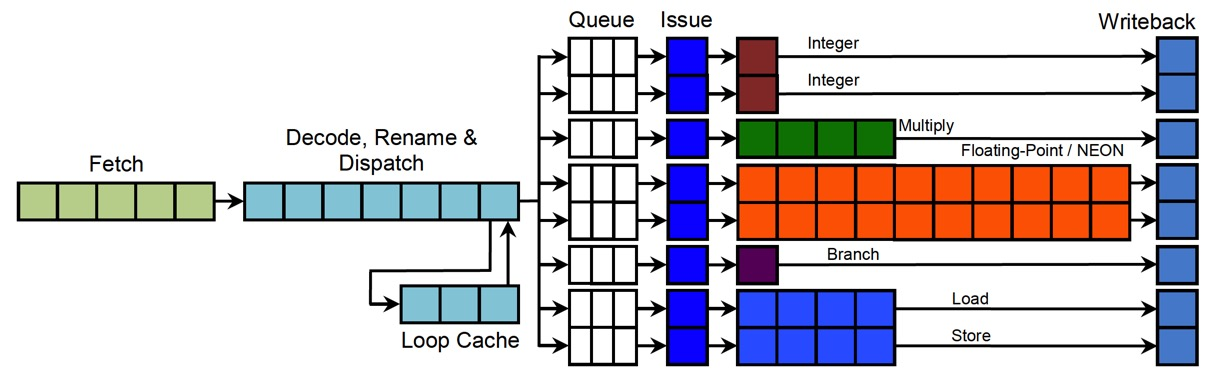 Queue
Issue
Writeback
Integer
Integer
Multiply
Floating-Point / NEON
Decode, Rename &
Dispatch
Fetch
Branch
Load
Loop Cache
Store